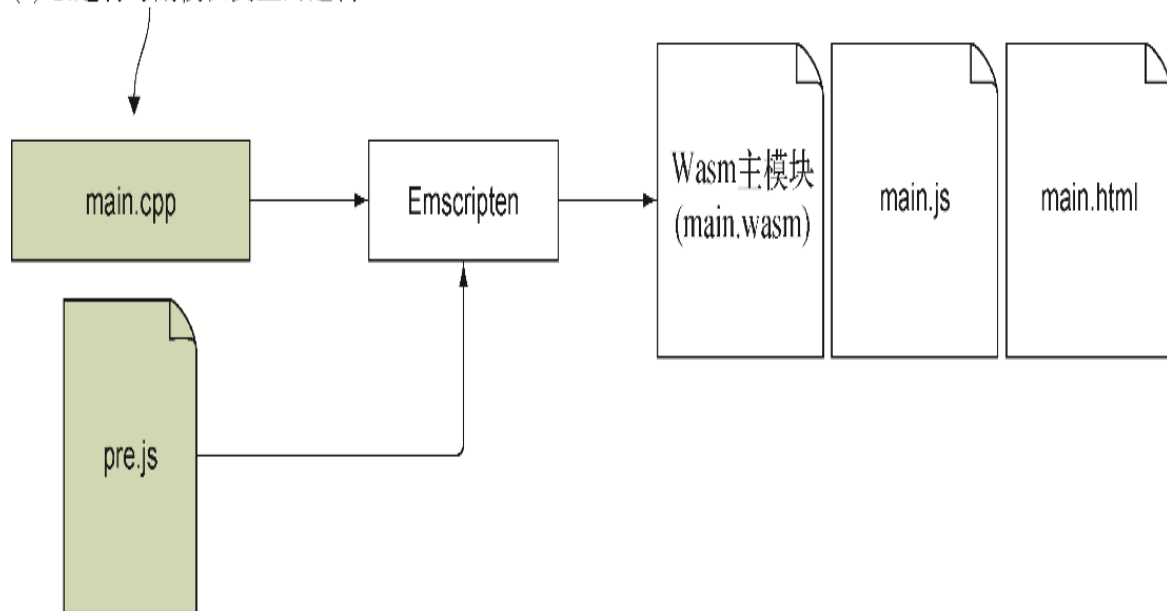 main.cpp
Emscripten
Wasm主模块
(main.wasm)
main.js
main.html
pre.js